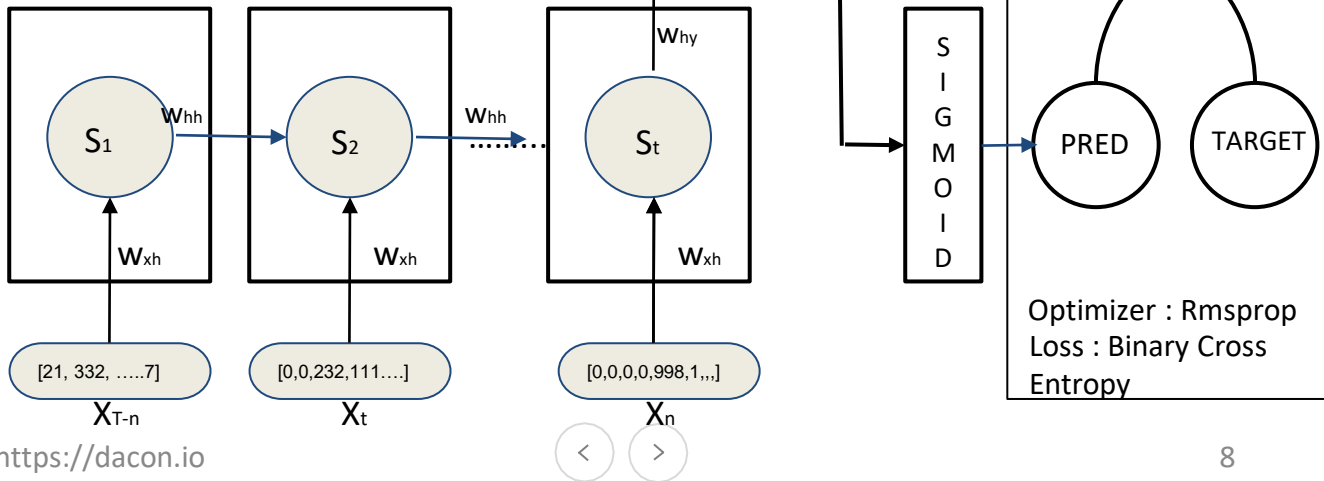 Why
S
I
G
M
O
I
D
S1
Whh
S2
Whh
........
St
PRED
TARGET
Wxh
Wxh
Wxh
Optimizer : Rmsprop
Loss : Binary Cross
Entropy
[21, 332, …..7]
[0,0,232,111….]
[0,0,0,0,998,1,,,]
XT-n
Xt
Xn
https://dacon.io
<
>
8